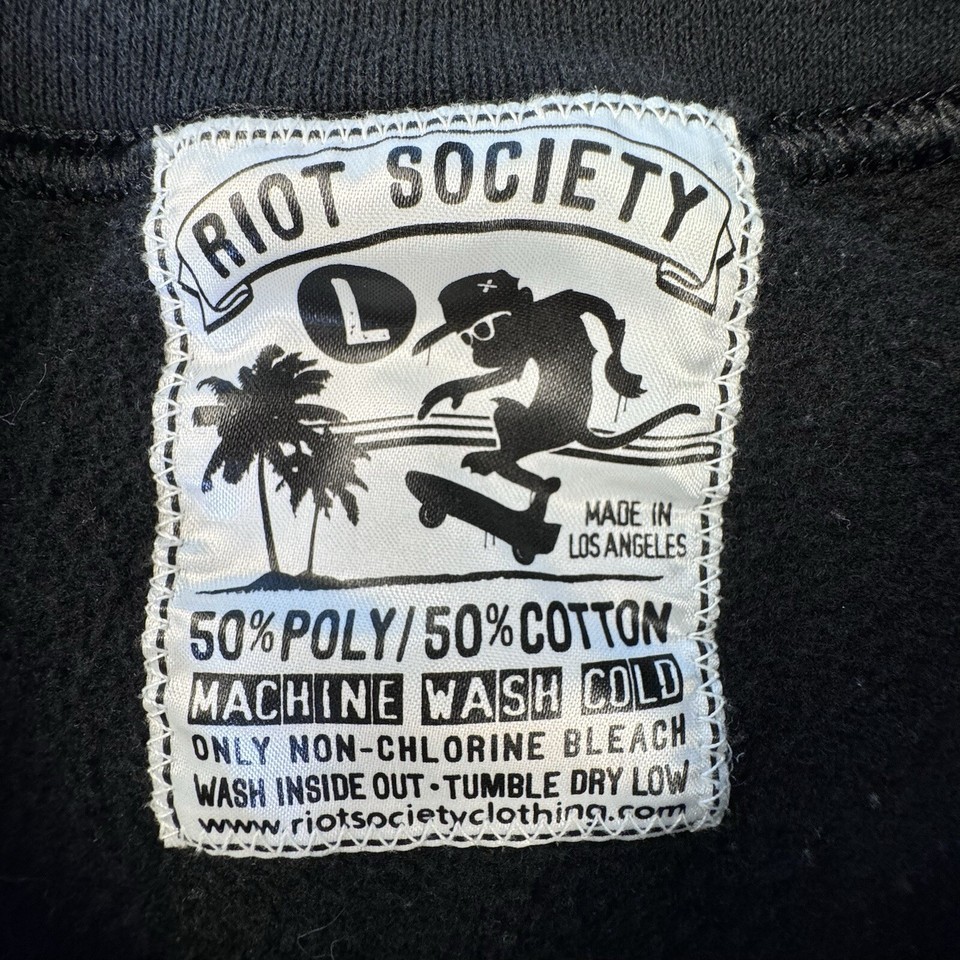 RIOT SOCIETY
L
MADE IN
LOS ANGELES
50% POLY/50% COTTON
MACHINE WASH COLD
ONLY NON-CHLORINE BLEACH
WASH INSIDE OUT • TUMBLE DRY LOW
www.riotsocietyclothing.com